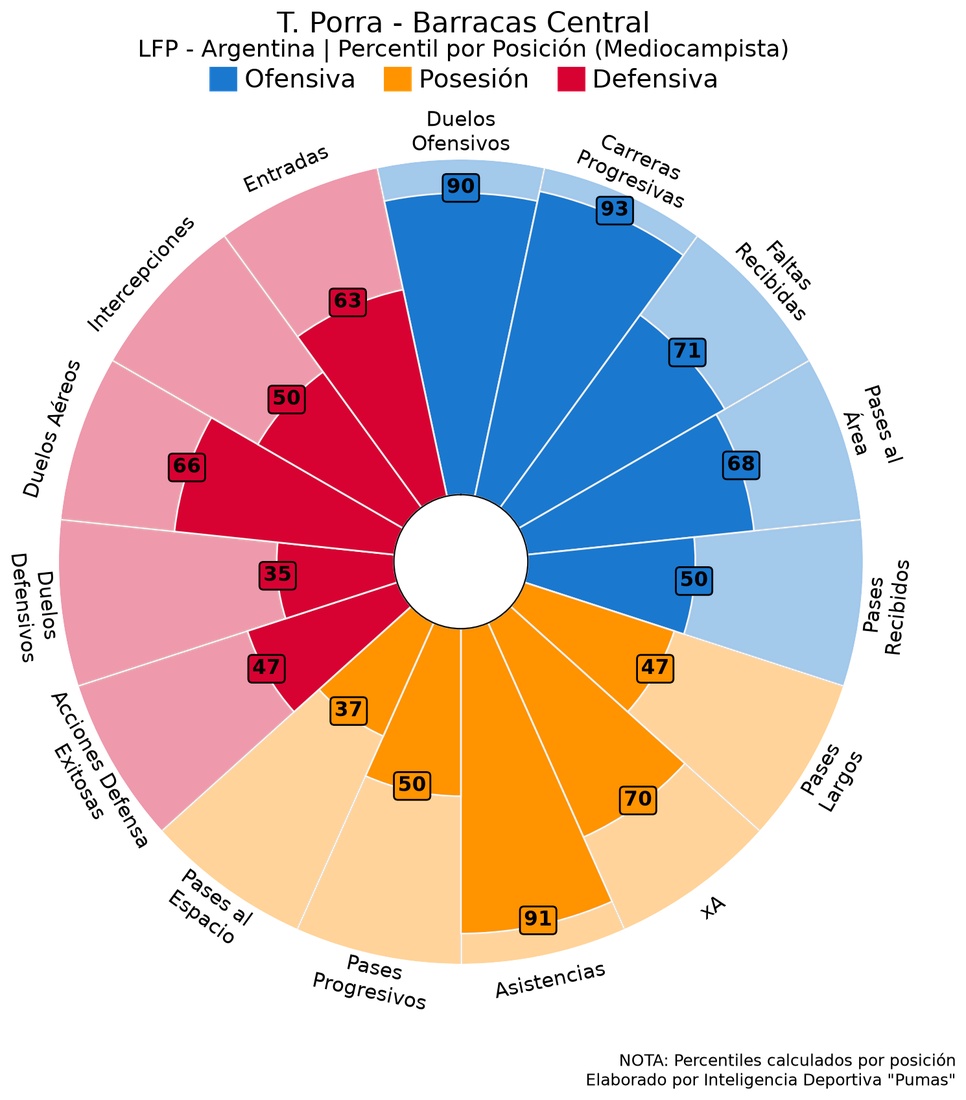 T. Porra - Barracas Central
LFP - Argentina | Percentil por Posición (Mediocampista)
Ofensiva Posesión Defensiva
Duelos
Ofensivos
90
Carreras
Progresivas
93
Faltas
Recibidas
71
Pases al
Área
68
Pases
Recibidos
50
Pases
Largos
47
xA
70
Asistencias
91
Pases
Progresivos
50
Pases al
Espacio
37
Acciones Defensa
Exitosas
47
Duelos
Defensivos
35
Duelos Aéreos
66
Intercepciones
50
Entradas
63
NOTA: Percentiles calculados por posición
Elaborado por Inteligencia Deportiva "Pumas"